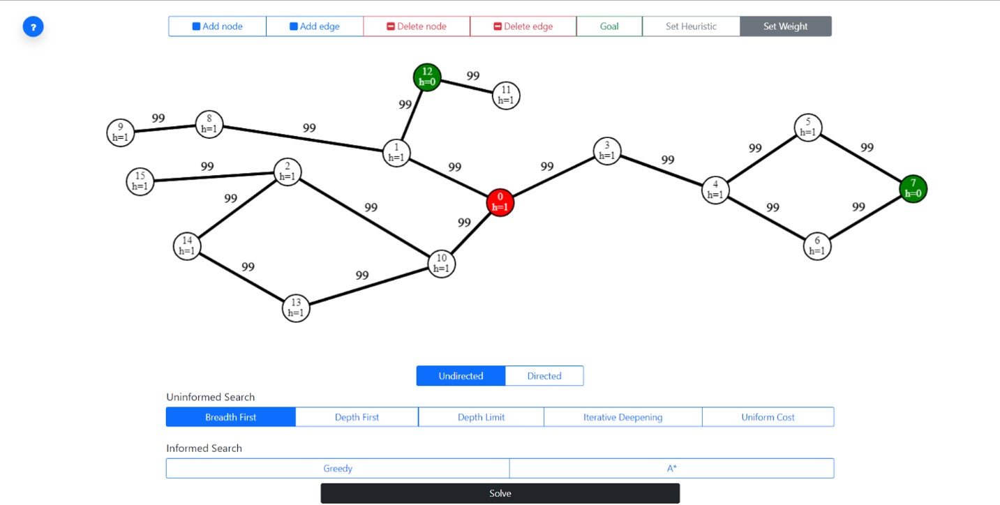 ?
Add node Add edge Delete node Delete edge Goal Set Heuristic Set Weight
12
h=0
99
11
h=1
99
9
h=1
99
8
h=1
99
1
h=1
5
h=1
99
99
3
h=1
99
99
99
15
h=1
99
2
h=1
4
h=1
7
h=0
0
h=1
99
99
99
99
99
14
h=1
6
h=1
10
h=1
99
99
13
h=1
Undirected Directed
Uninformed Search
Breadth First Depth First Depth Limit Iterative Deepening Uniform Cost
Informed Search
Greedy A*
Solve